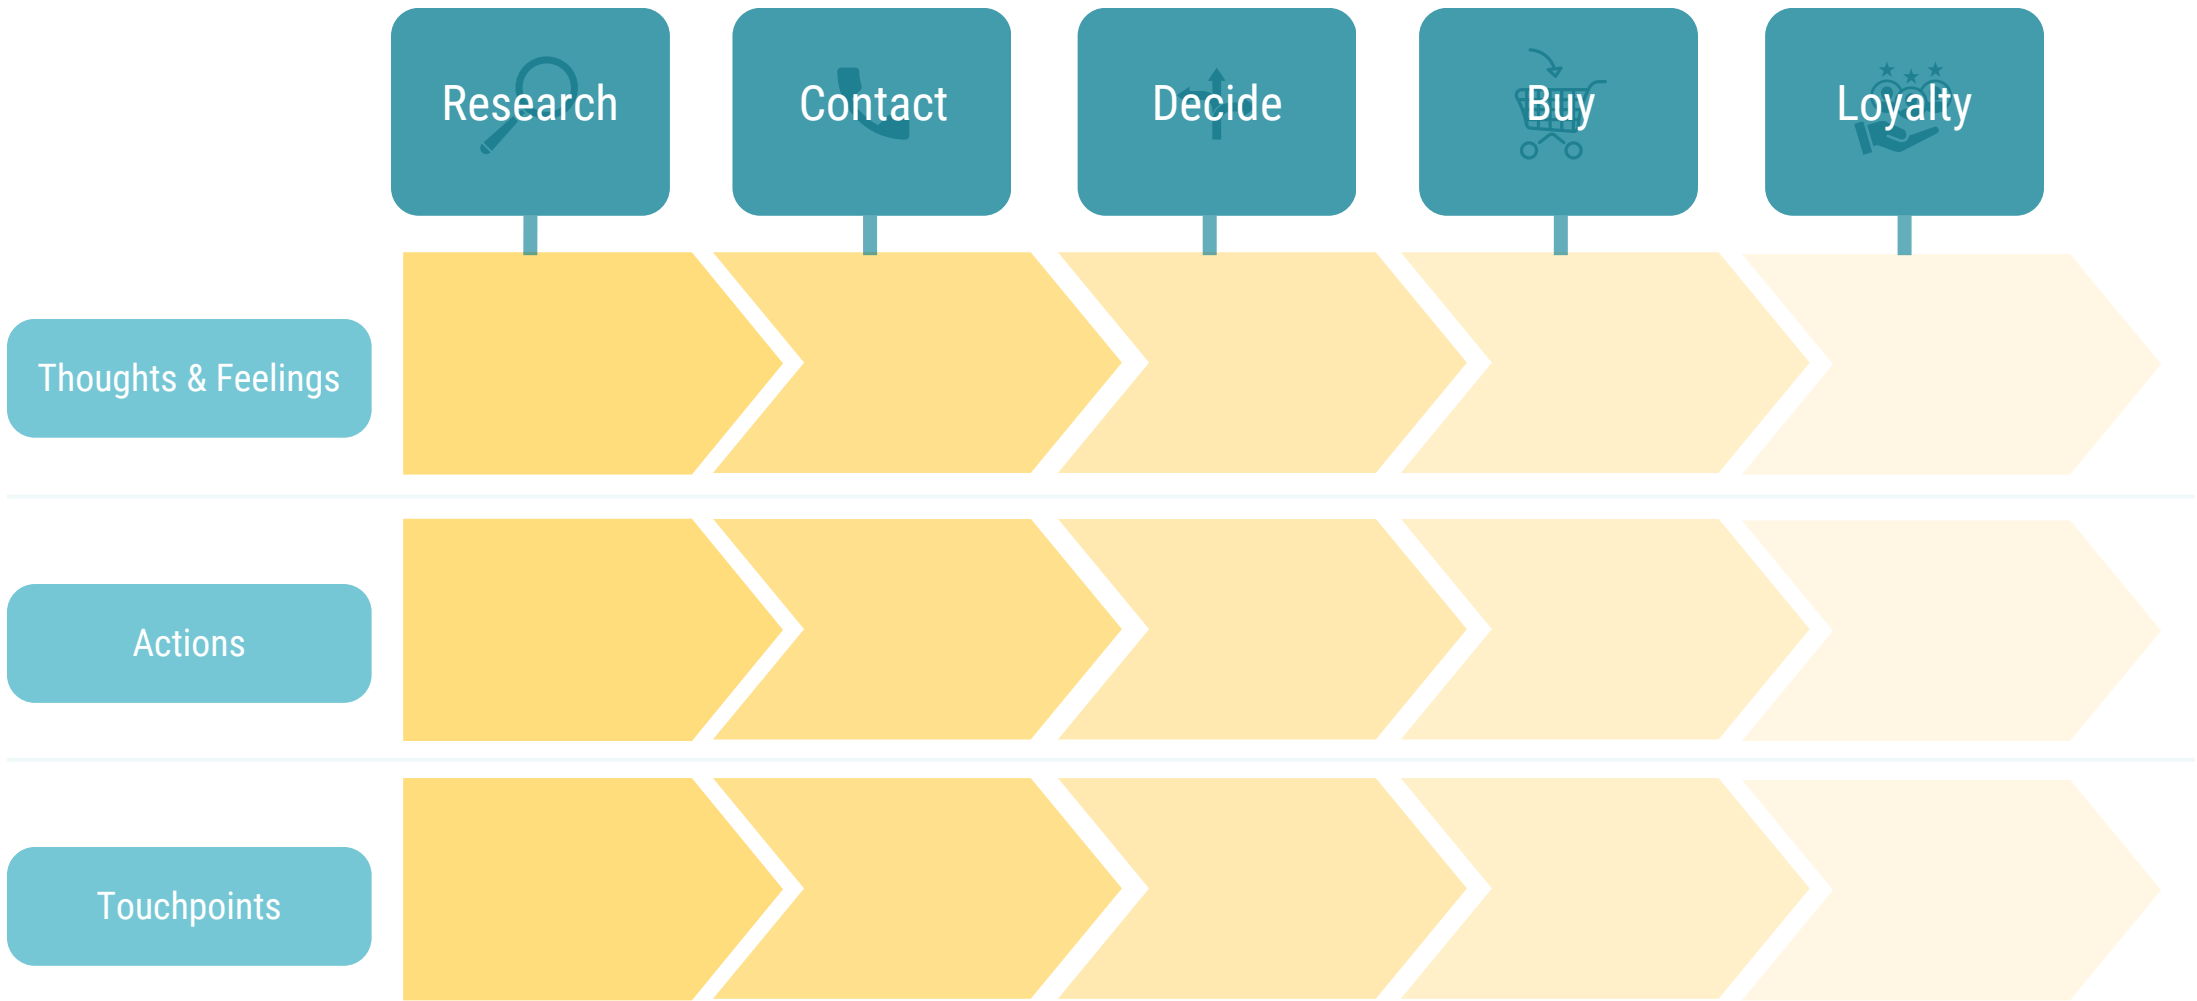 Research
Contact
Decide
Buy
Loyalty
Thoughts & Feelings
Actions
Touchpoints